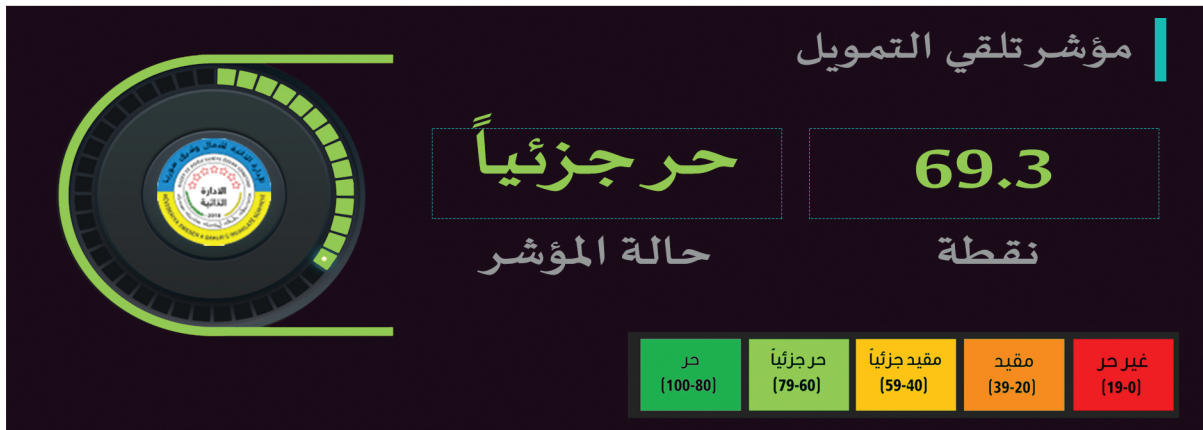 مؤشر تلقي التمويل
69.3
نقطة
حر جزئياً
حالة المؤشر
الادارة
الذاتية
2018
غير حر
(19-0)
مقيد
(39-20)
مقيد جزئياً
(59-40)
حر جزئياً
(79-60)
حر
(100-80)